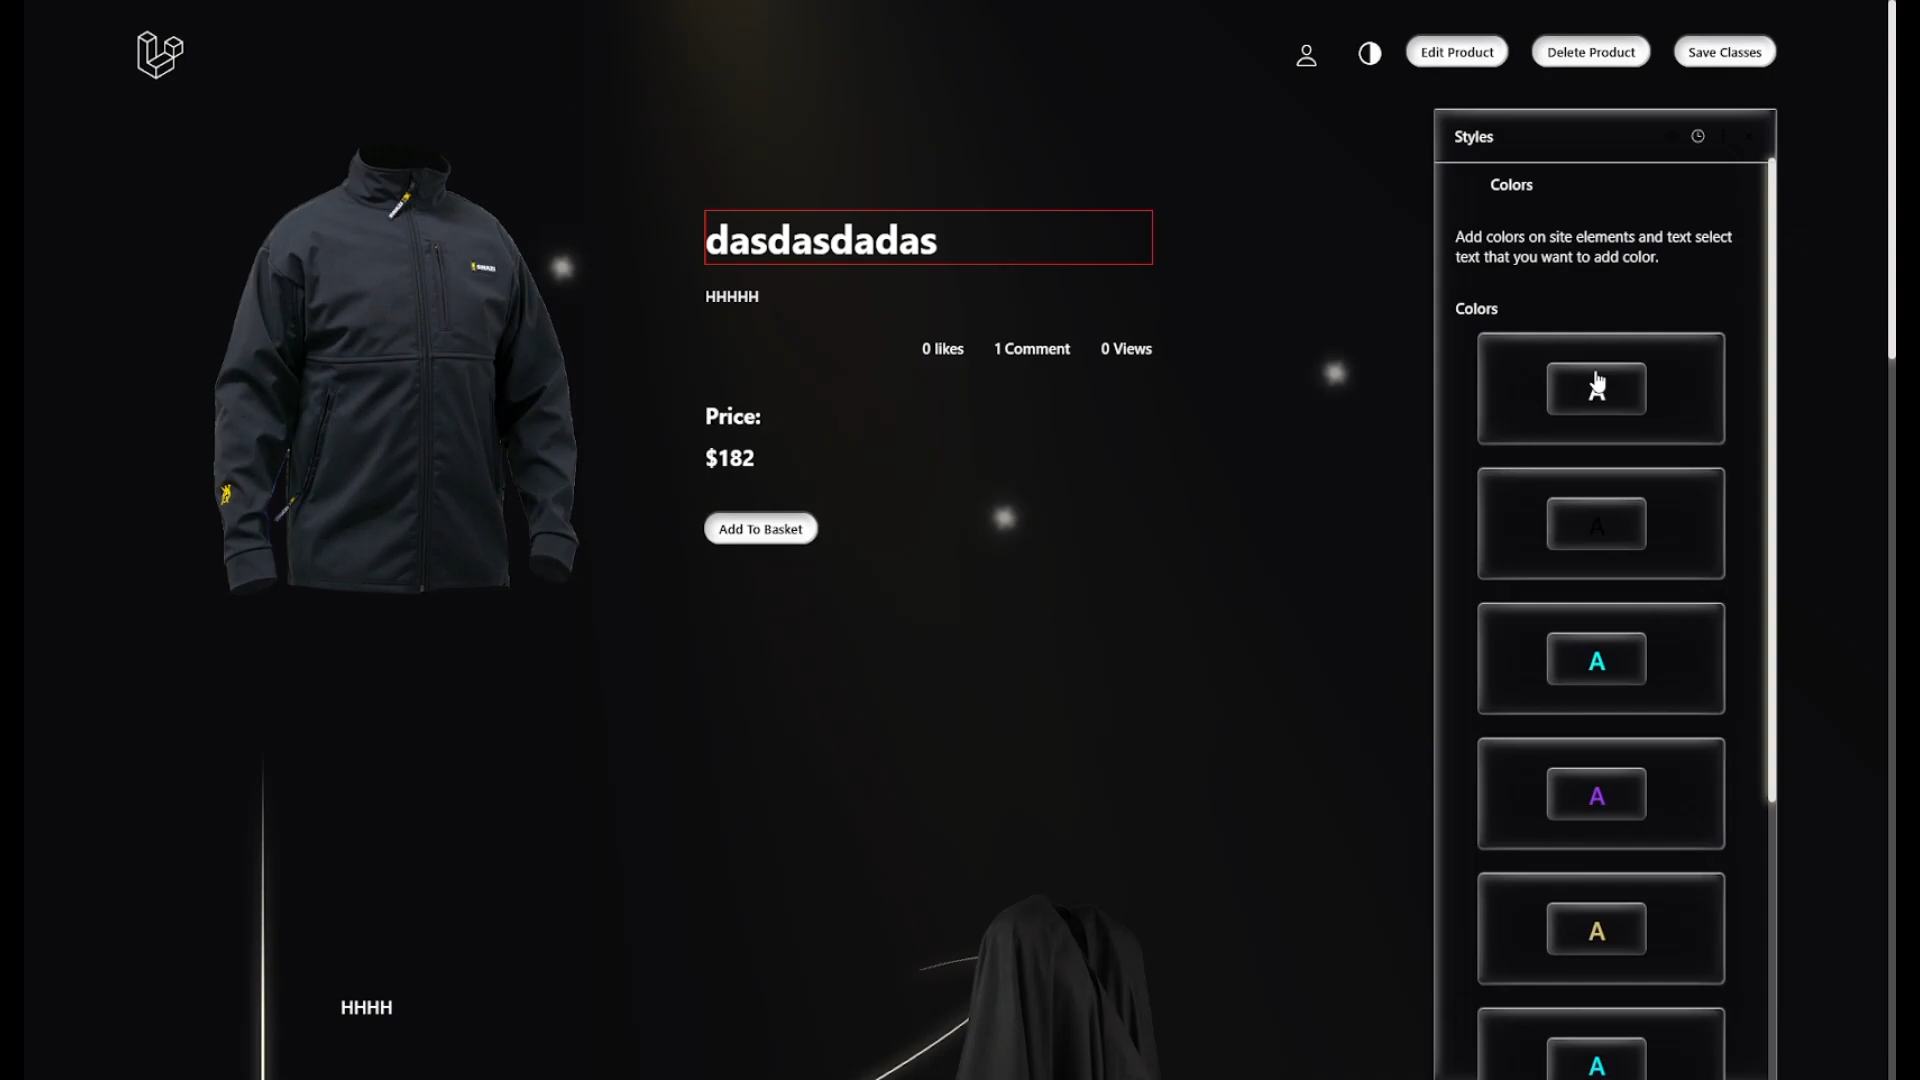 Edit Product
Delete Product
Save Classes
Styles
Colors
Add colors on site elements and text select
text that you want to add color.
Colors
A
A
A
A
A
A
dasdasdadas
HHHHH
0 likes
1 Comment
0 Views
Price:
$182
Add To Basket
SWAZI
HHHH